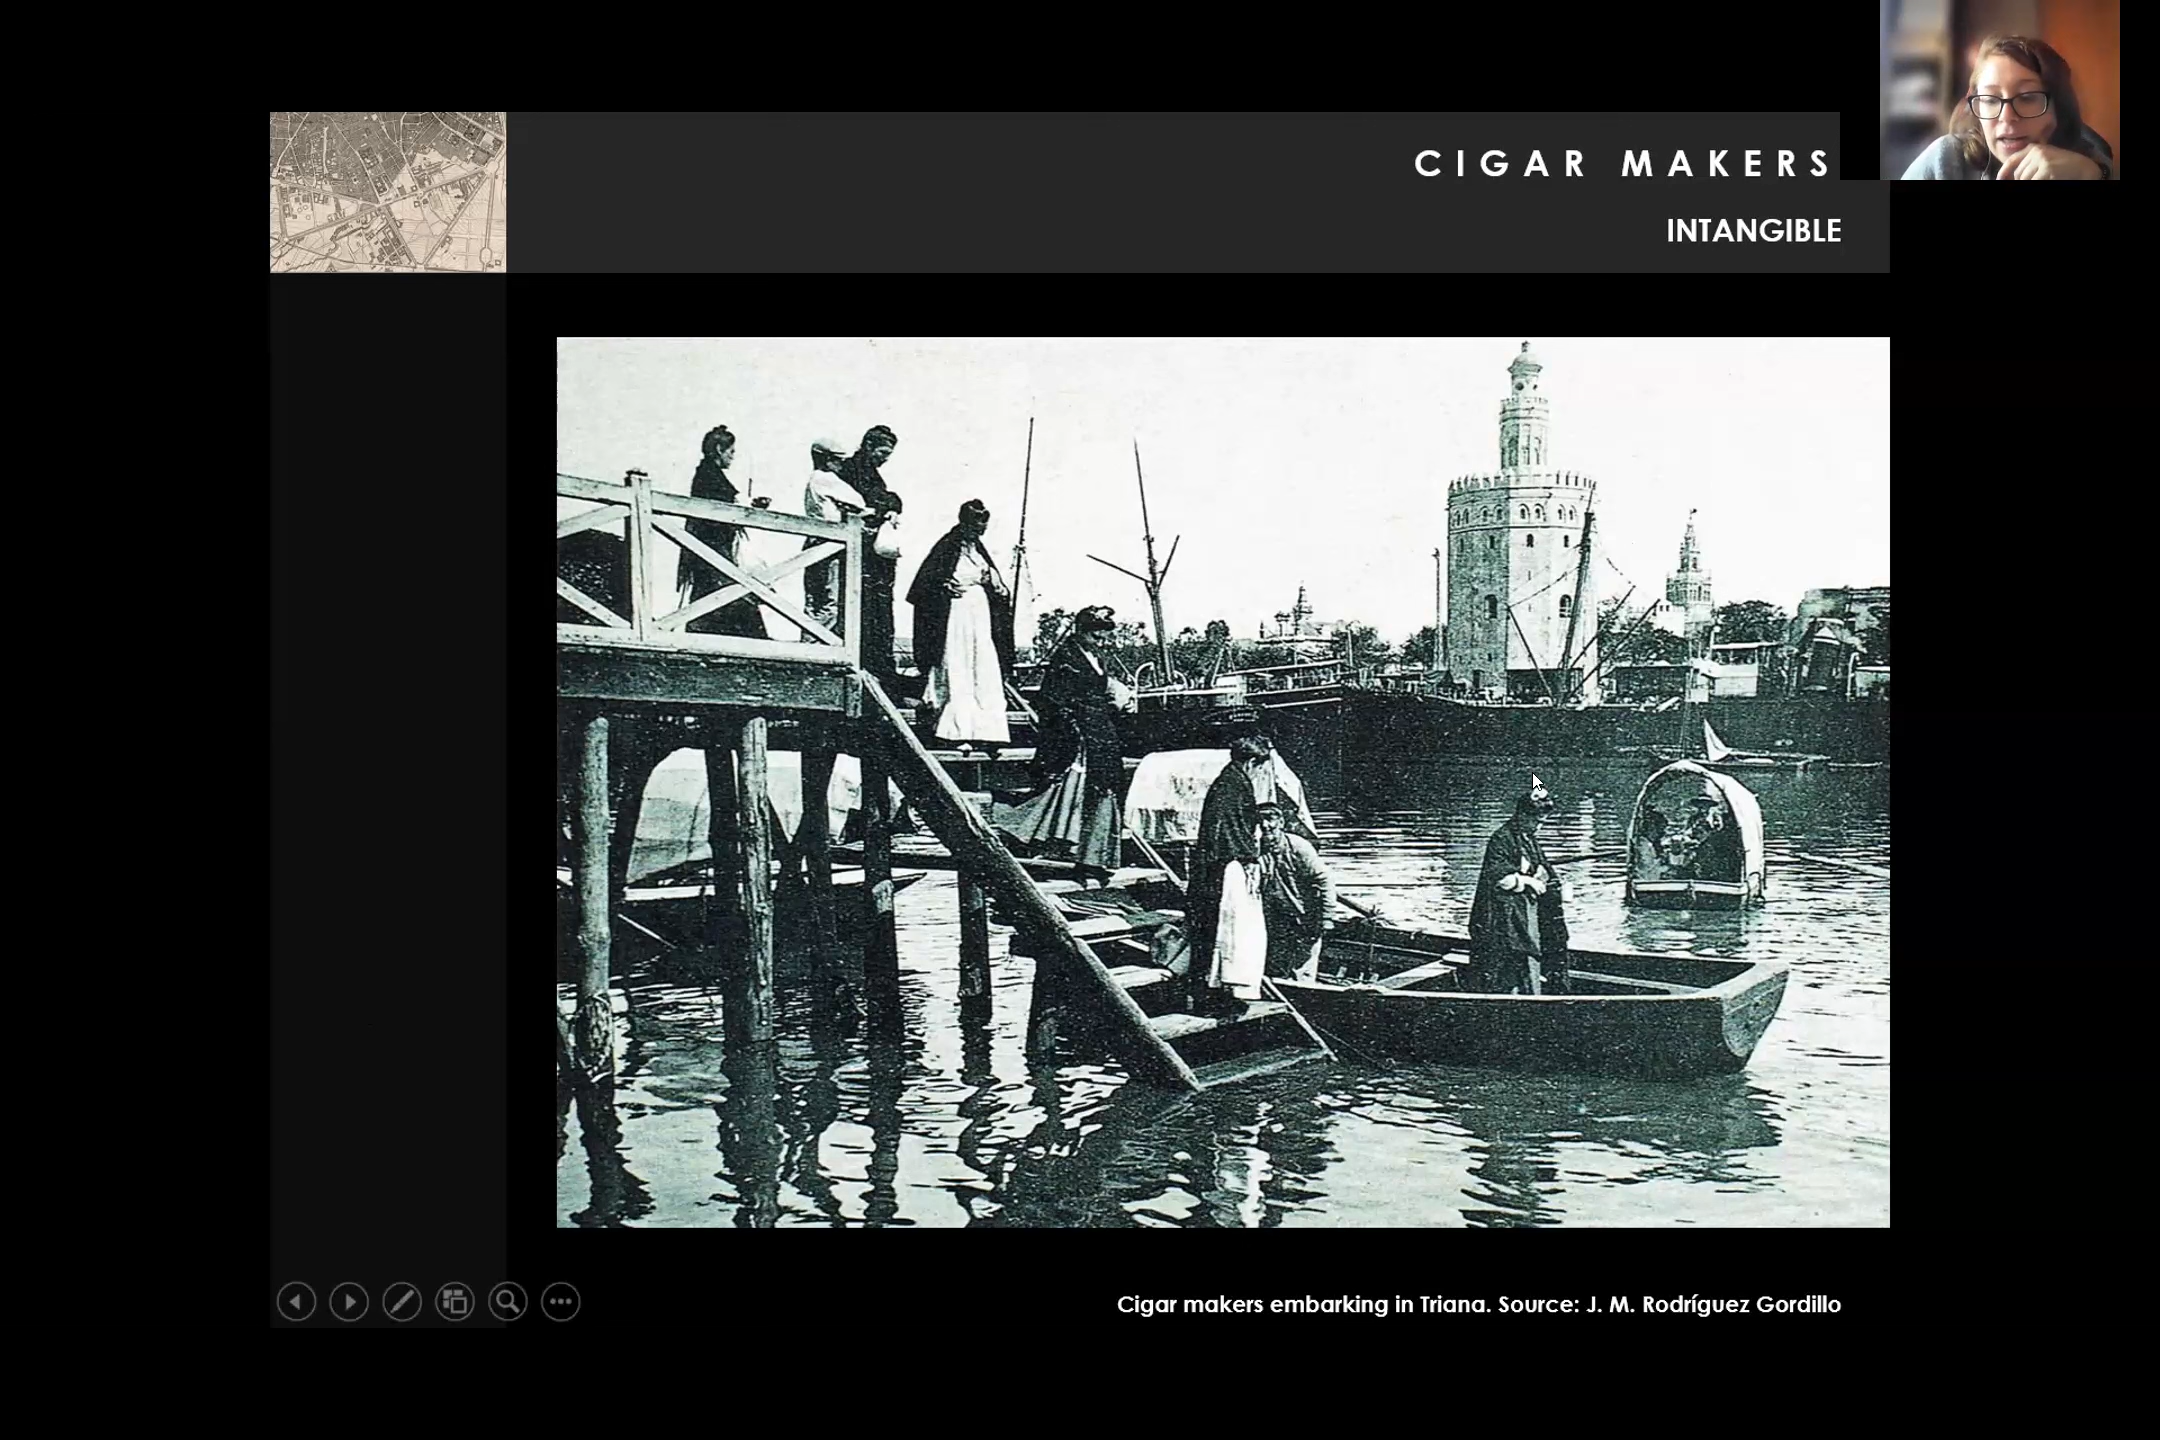 CIGAR MAKERS
INTANGIBLE
Cigar makers embarking in Triana. Source: J. M. Rodríguez Gordillo